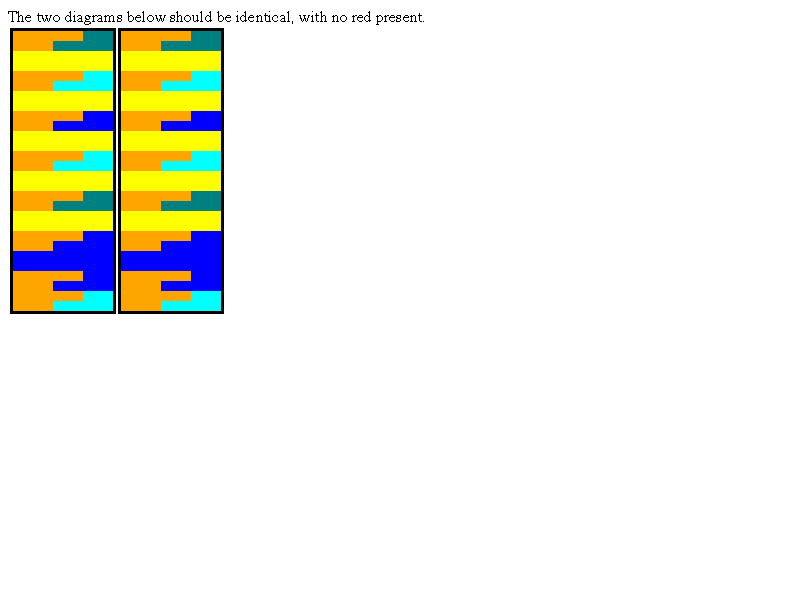 The two diagrams below should be identical, with no red present.